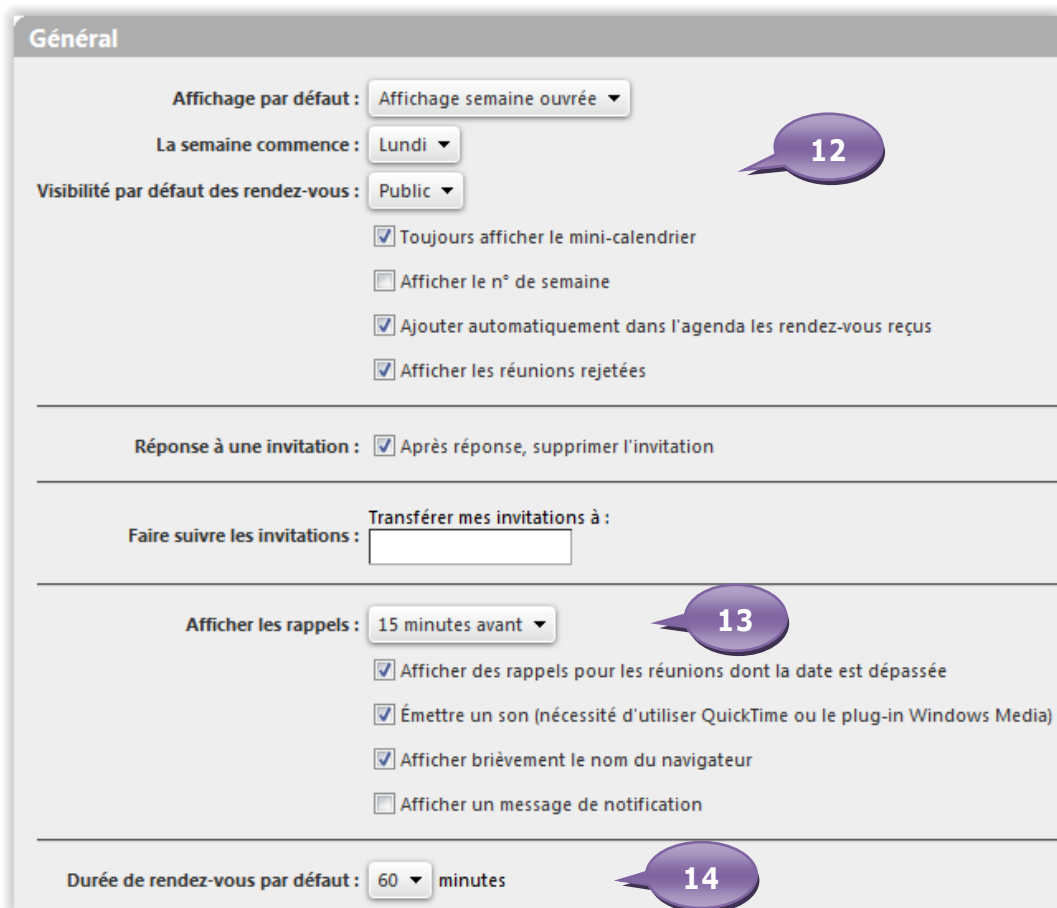 Général
Affichage par défaut : Affichage semaine ouvrée
La semaine commence : Lundi
12
Visibilité par défaut des rendez-vous : Public
Toujours afficher le mini-calendrier
Afficher le n° de semaine
Ajouter automatiquement dans l'agenda les rendez-vous reçus
Afficher les réunions rejetées
Réponse à une invitation : Après réponse, supprimer l'invitation
Transférer mes invitations à :
Faire suivre les invitations :
Afficher les rappels : 15 minutes avant
13
Afficher des rappels pour les réunions dont la date est dépassée
Émettre un son (nécessité d'utiliser QuickTime ou le plug-in Windows Media)
Afficher brièvement le nom du navigateur
Afficher un message de notification
Durée de rendez-vous par défaut : 60 minutes
14